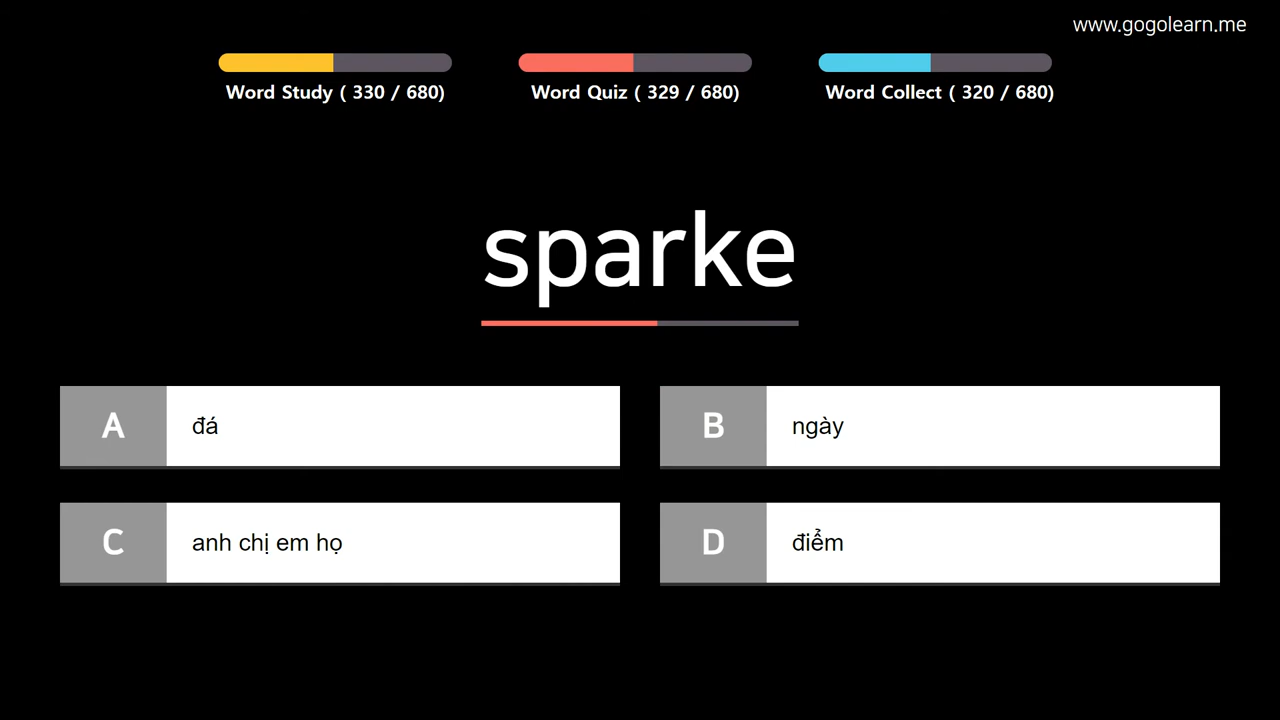 www.gogolearn.me
Word Study ( 330 / 680)
Word Quiz ( 329 / 680)
Word Collect ( 320 / 680)
sparke
A đá
B ngày
C anh chị em họ
D điểm